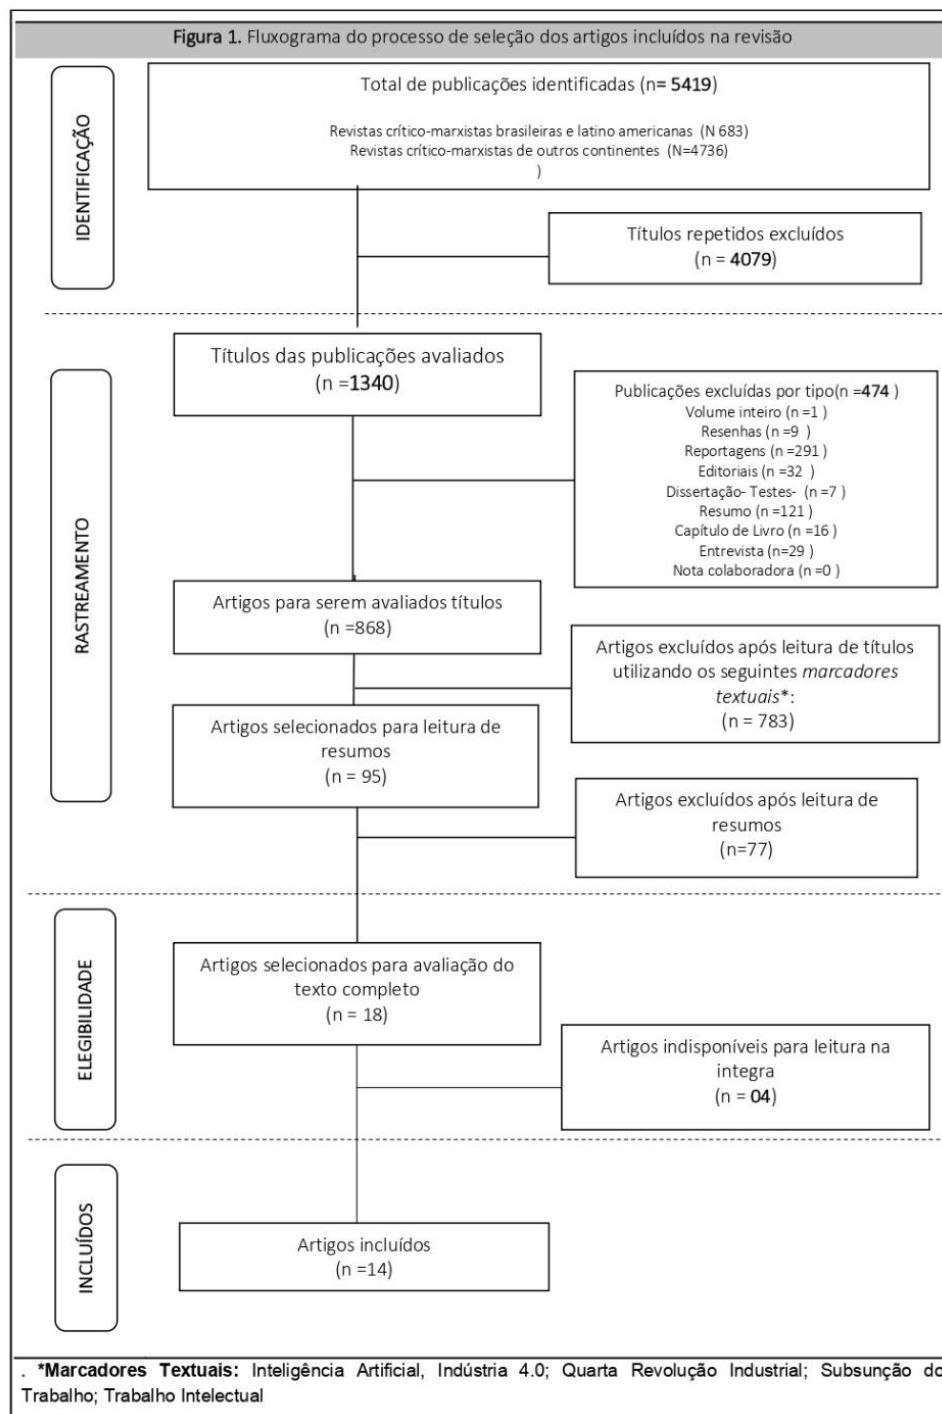 Figura 1. Fluxograma do processo de seleção dos artigos incluídos na revisão
IDENTIFICAÇÃO
Total de publicações identificadas (n= 5419)
Revistas crítico-marxistas brasileiras e latino americanas (N 683)
Revistas crítico-marxistas de outros continentes (N=4736)
)
Títulos repetidos excluídos
(n = 4079)
RASTREAMENTO
Títulos das publicações avaliados
(n =1340)
Publicações excluídas por tipo(n =474 )
Volume inteiro (n =1 )
Resenhas (n =9 )
Reportagens (n =291 )
Editoriais (n =32 )
Dissertação- Testes- (n =7 )
Resumo (n =121 )
Capítulo de Livro (n =16 )
Entrevista (n=29 )
Nota colaboradora (n =0 )
Artigos para serem avaliados títulos
(n =868)
Artigos excluídos após leitura de títulos
utilizando os seguintes marcadores
textuais*:
(n = 783)
Artigos selecionados para leitura de
resumos
(n = 95)
Artigos excluídos após leitura de
resumos
(n=77)
ELEGIBILIDADE
Artigos selecionados para avaliação do
texto completo
(n = 18)
Artigos indisponíveis para leitura na
integra
(n = 04)
INCLUÍDOS
Artigos incluídos
(n =14)
. *Marcadores Textuais: Inteligência Artificial, Indústria 4.0; Quarta Revolução Industrial; Subsunção do
Trabalho; Trabalho Intelectual